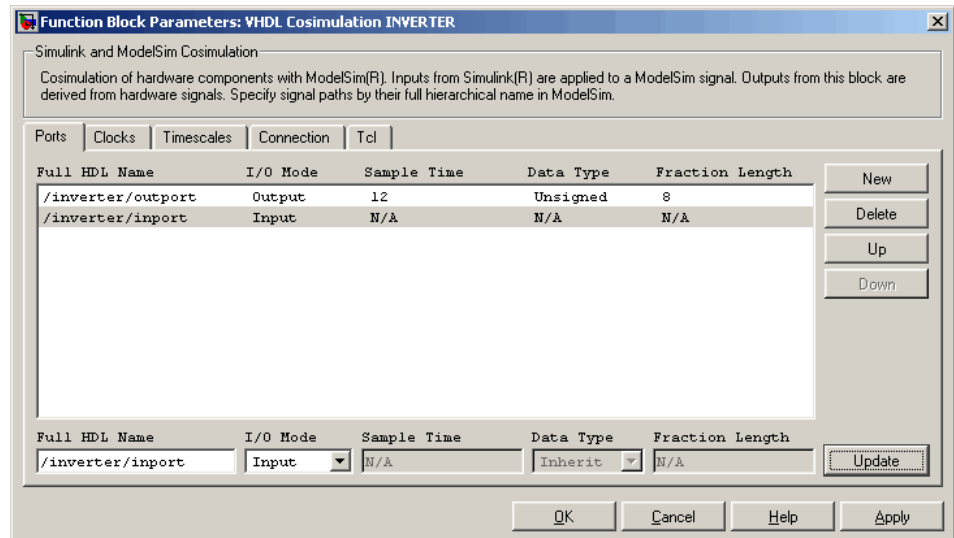 Function Block Parameters: VHDL Cosimulation INVERTER
Simulink and ModelSim Cosimulation
Cosimulation of hardware components with ModelSim(R). Inputs from Simulink(R) are applied to a ModelSim signal. Outputs from this block are
derived from hardware signals. Specify signal paths by their full hierarchical name in ModelSim.
Ports Clocks Timescales Connection Tcl
Full HDL Name I/O Mode Sample Time Data Type Fraction Length
/inverter/outport Output 12 Unsigned 8
/inverter/inport Input N/A N/A N/A
New
Delete
Up
Down
Full HDL Name I/O Mode Sample Time Data Type Fraction Length
/inverter/inport Input N/A Inherit N/A Update
OK Cancel Help Apply